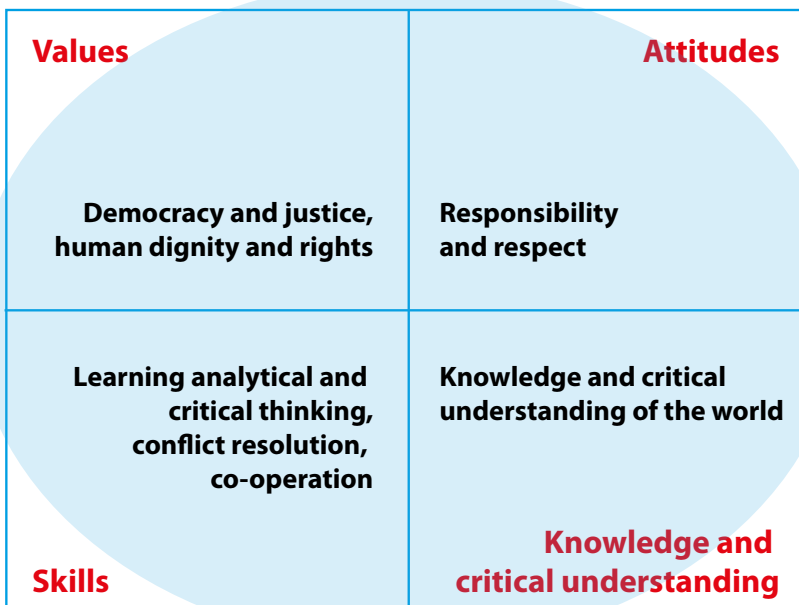 Values
Attitudes
Democracy and justice,
human dignity and rights
Responsibility
and respect
Learning analytical and
critical thinking,
conflict resolution,
co-operation
Knowledge and critical
understanding of the world
Skills
Knowledge and
critical understanding